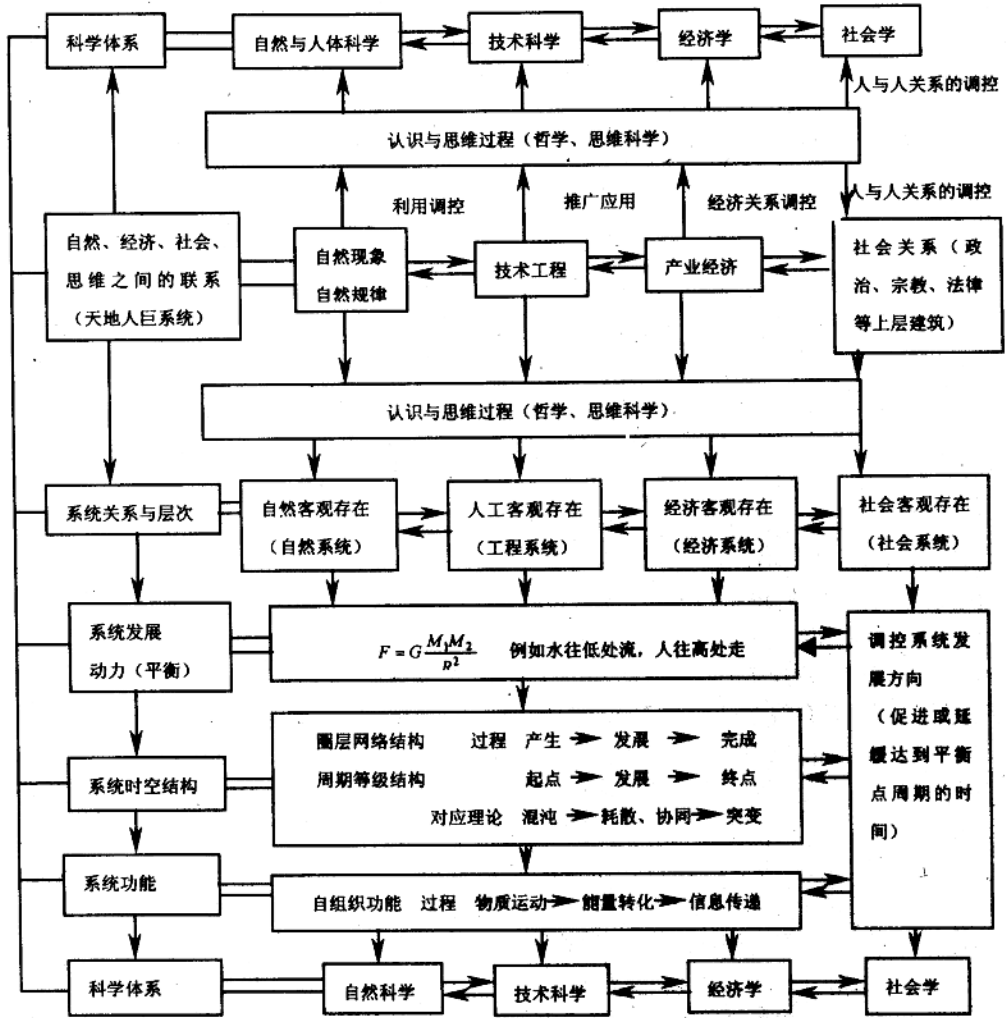 科学体系
自然与人体科学
技术科学
经济学
社会学
人与人关系的调控
认识与思维过程（哲学、思维科学）
利用调控
推广应用
经济关系调控
人与人关系的调控
自然、经济、社会、
思维之间的联系
（天地人巨系统）
自然现象
自然规律
技术工程
产业经济
社会关系（政
治、宗教、法律
等上层建筑）
认识与思维过程（哲学、思维科学）
系统关系与层次
自然客观存在
（自然系统）
人工客观存在
（工程系统）
经济客观存在
（经济系统）
社会客观存在
（社会系统）
系统发展
动力（平衡）
F = G M1M2 / R²  例如水往低处流，人往高处走
调控系统发
展方向
（促进或延
缓达到平衡
点周期的时
间）
圈层网络结构 过程 产生 发展 完成
周期等级结构 起点 发展 终点
对应理论 混沌 耗散、协同 突变
系统时空结构
系统功能
自组织功能 过程 物质运动 能量转化 信息传递
科学体系
自然科学
技术科学
经济学
社会学